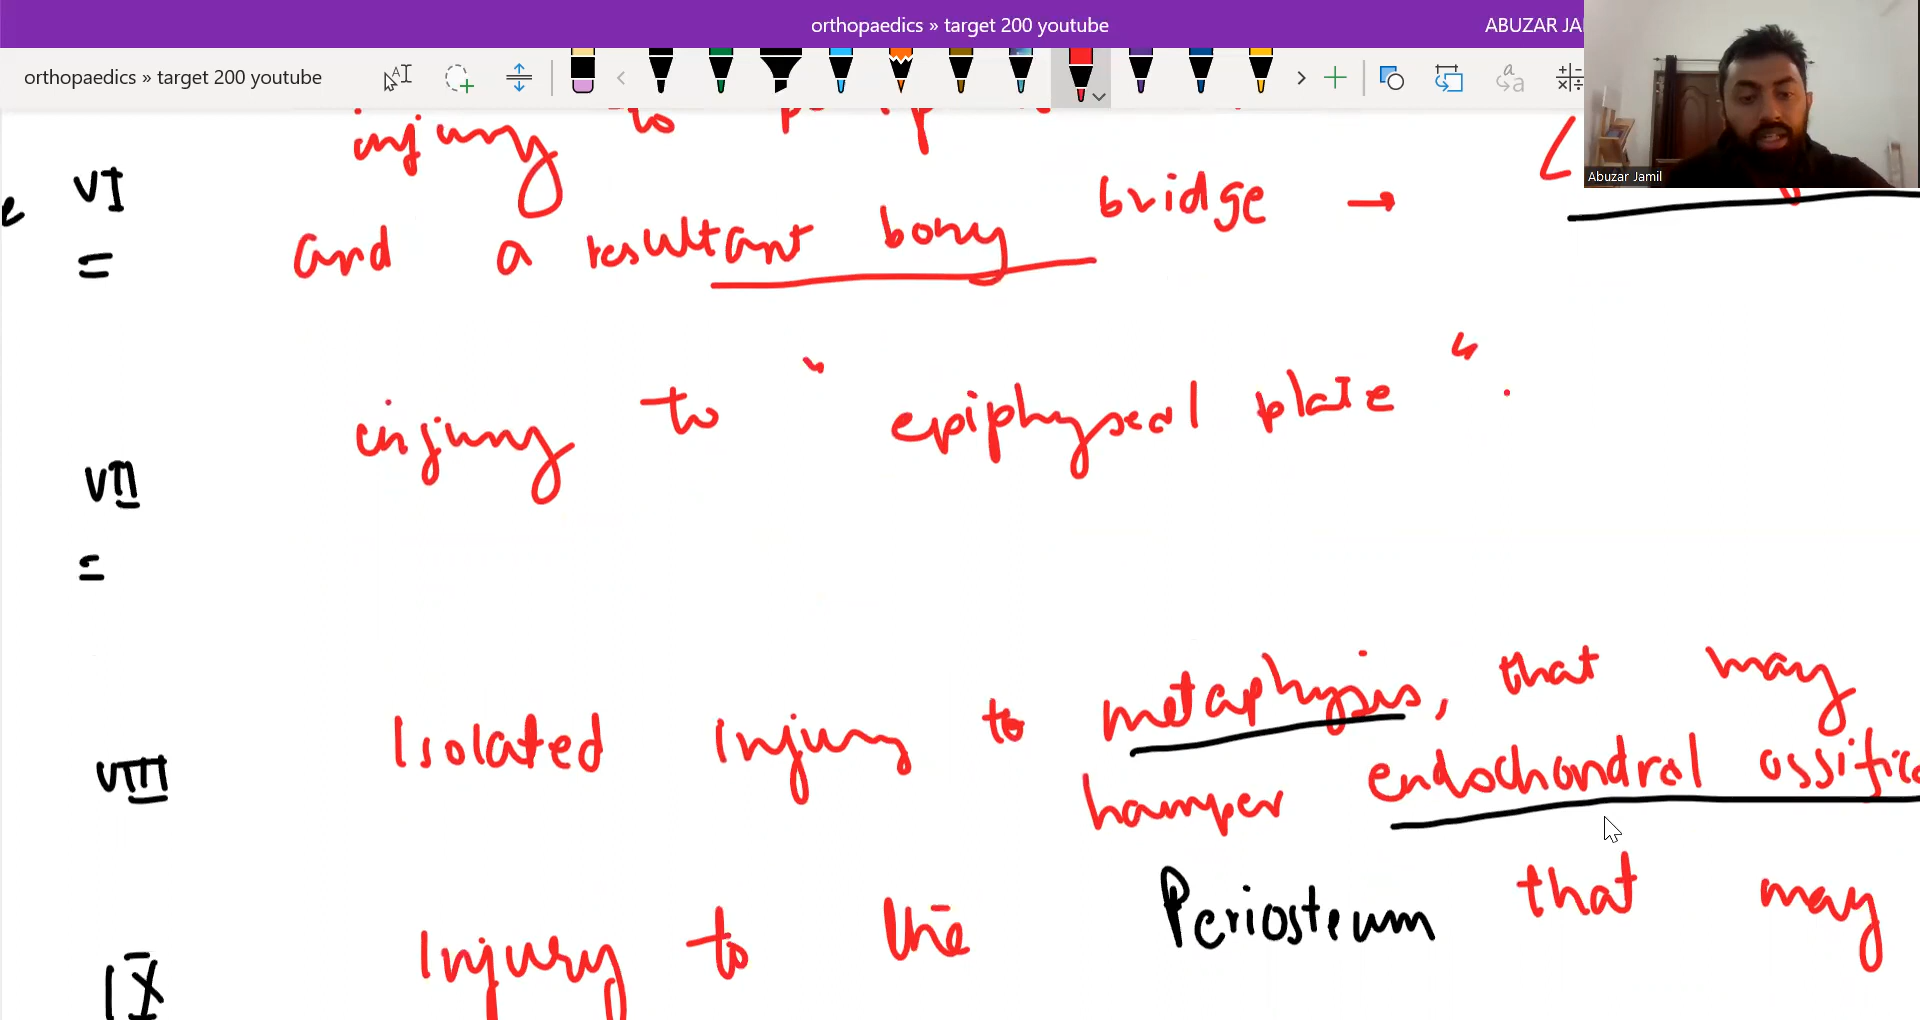 orthopaedics » target 200 youtube
ABUZAR JA
orthopaedics » target 200 youtube
Abuzar Jamil
injury to
VI
bridge →
and a resultant bony
injury to " epiphyseal plate " .
VII
Isolated Injury to metaphysis, that may
VIII
hamper endochondral ossific
Injury to the Periosteum that may
IX